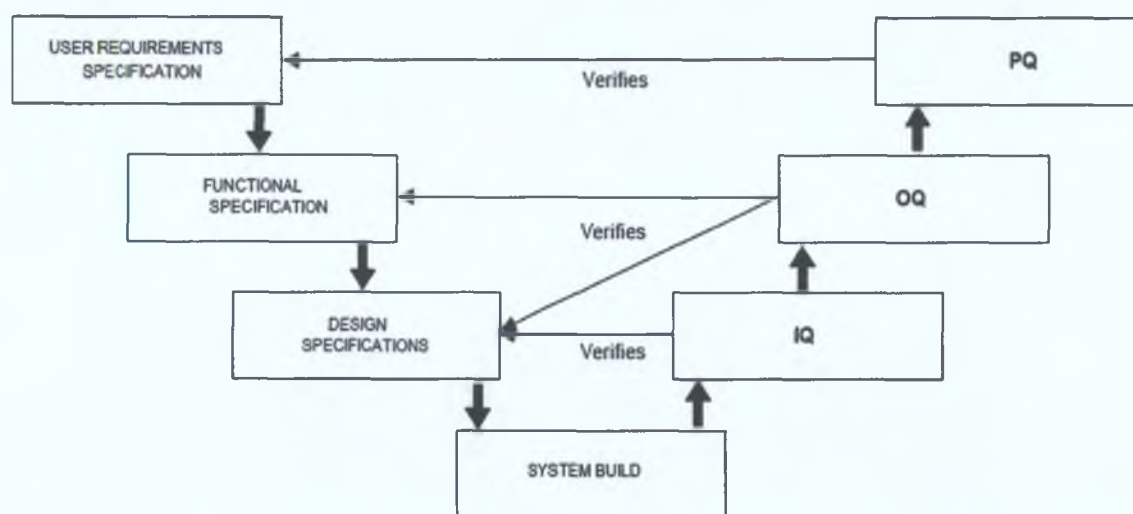 USER REQUIREMENTS
SPECIFICATION
PQ
Verifies
FUNCTIONAL
SPECIFICATION
OQ
Verifies
DESIGN
SPECIFICATIONS
IQ
Verifies
SYSTEM BUILD